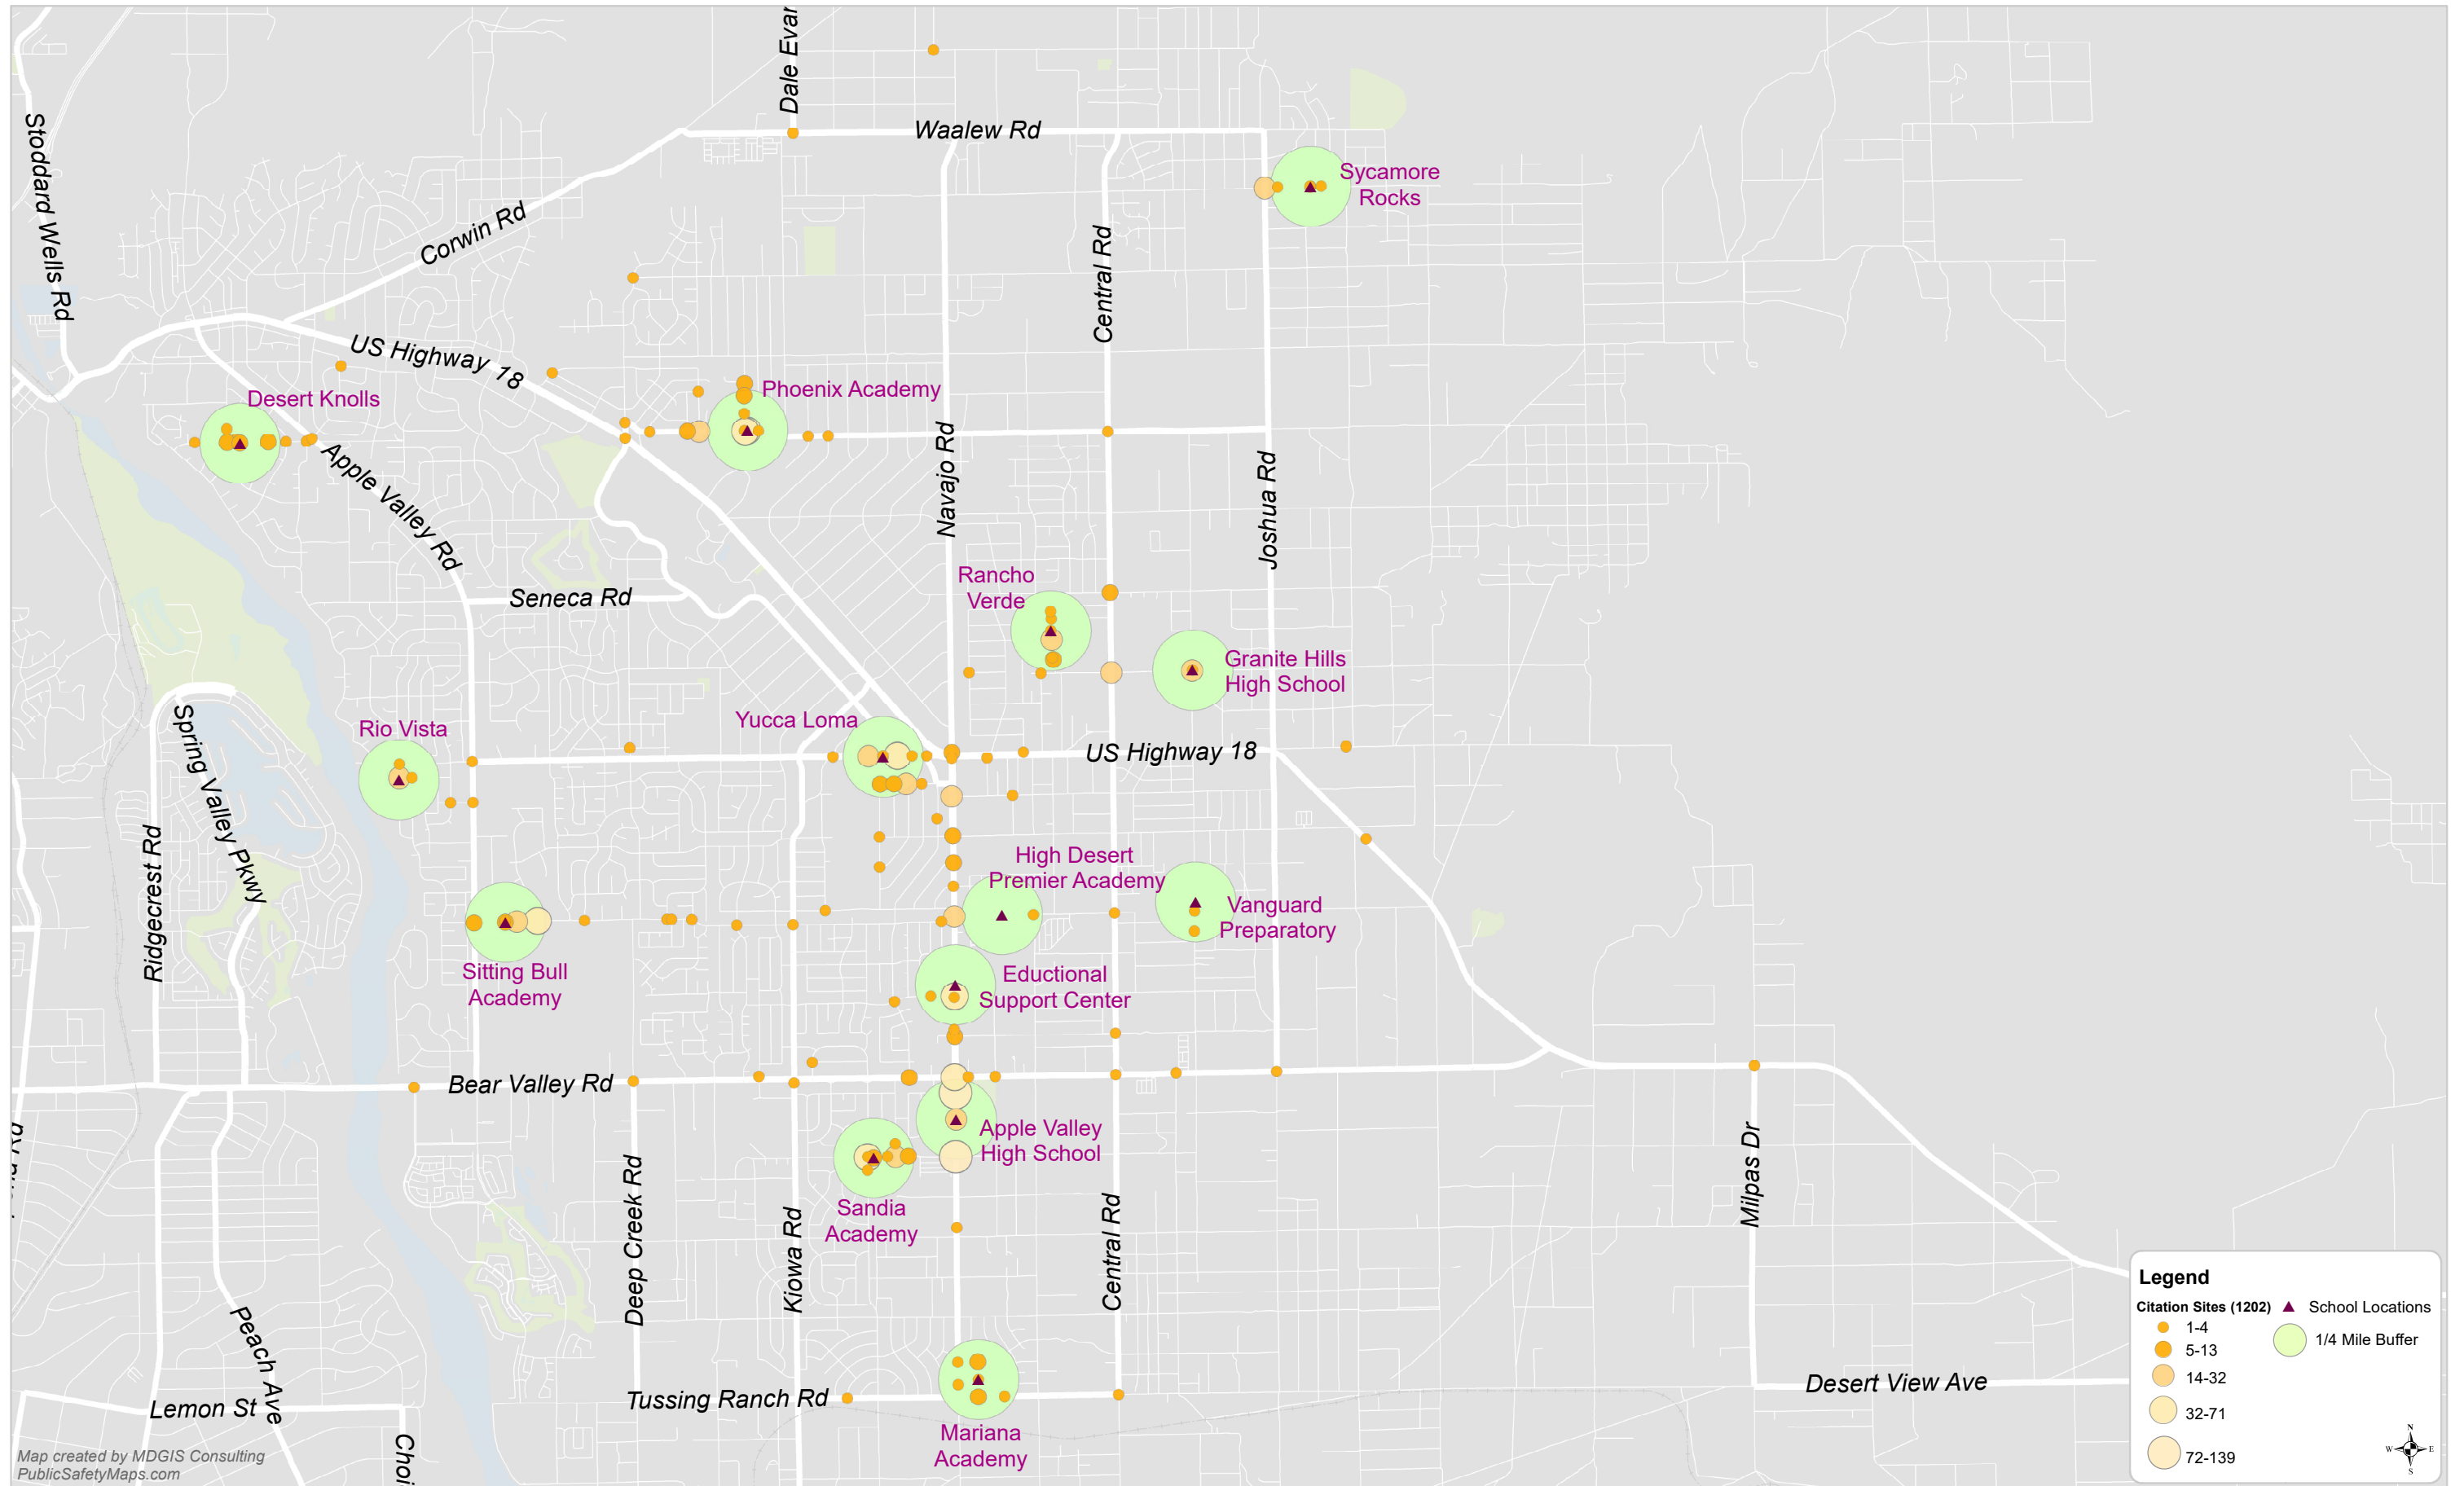 Dale Evan
Waalew Rd
Stoddard Wells Rd
Sycamore
Rocks
Corwin Rd
Central Rd
US Highway 18
Desert Knolls
Phoenix Academy
Apple Valley Rd
Navajo Rd
Joshua Rd
Seneca Rd
Rancho
Verde
Granite Hills
High School
Rio Vista
Yucca Loma
US Highway 18
Spring Valley Pkwy
Ridgecrest Rd
High Desert
Premier Academy
Vanguard
Preparatory
Sitting Bull
Academy
Eductional
Support Center
Bear Valley Rd
Apple Valley
High School
Sandia
Academy
Deep Creek Rd
Kiowa Rd
Central Rd
Milpas Dr
Peach Ave
Lemon St
Choi
Tussing Ranch Rd
Desert View Ave
Mariana
Academy
Map created by MDGIS Consulting
PublicSafetyMaps.com
Legend
Citation Sites (1202)
1-4
5-13
14-32
32-71
72-139
School Locations
1/4 Mile Buffer
N
W
E
S